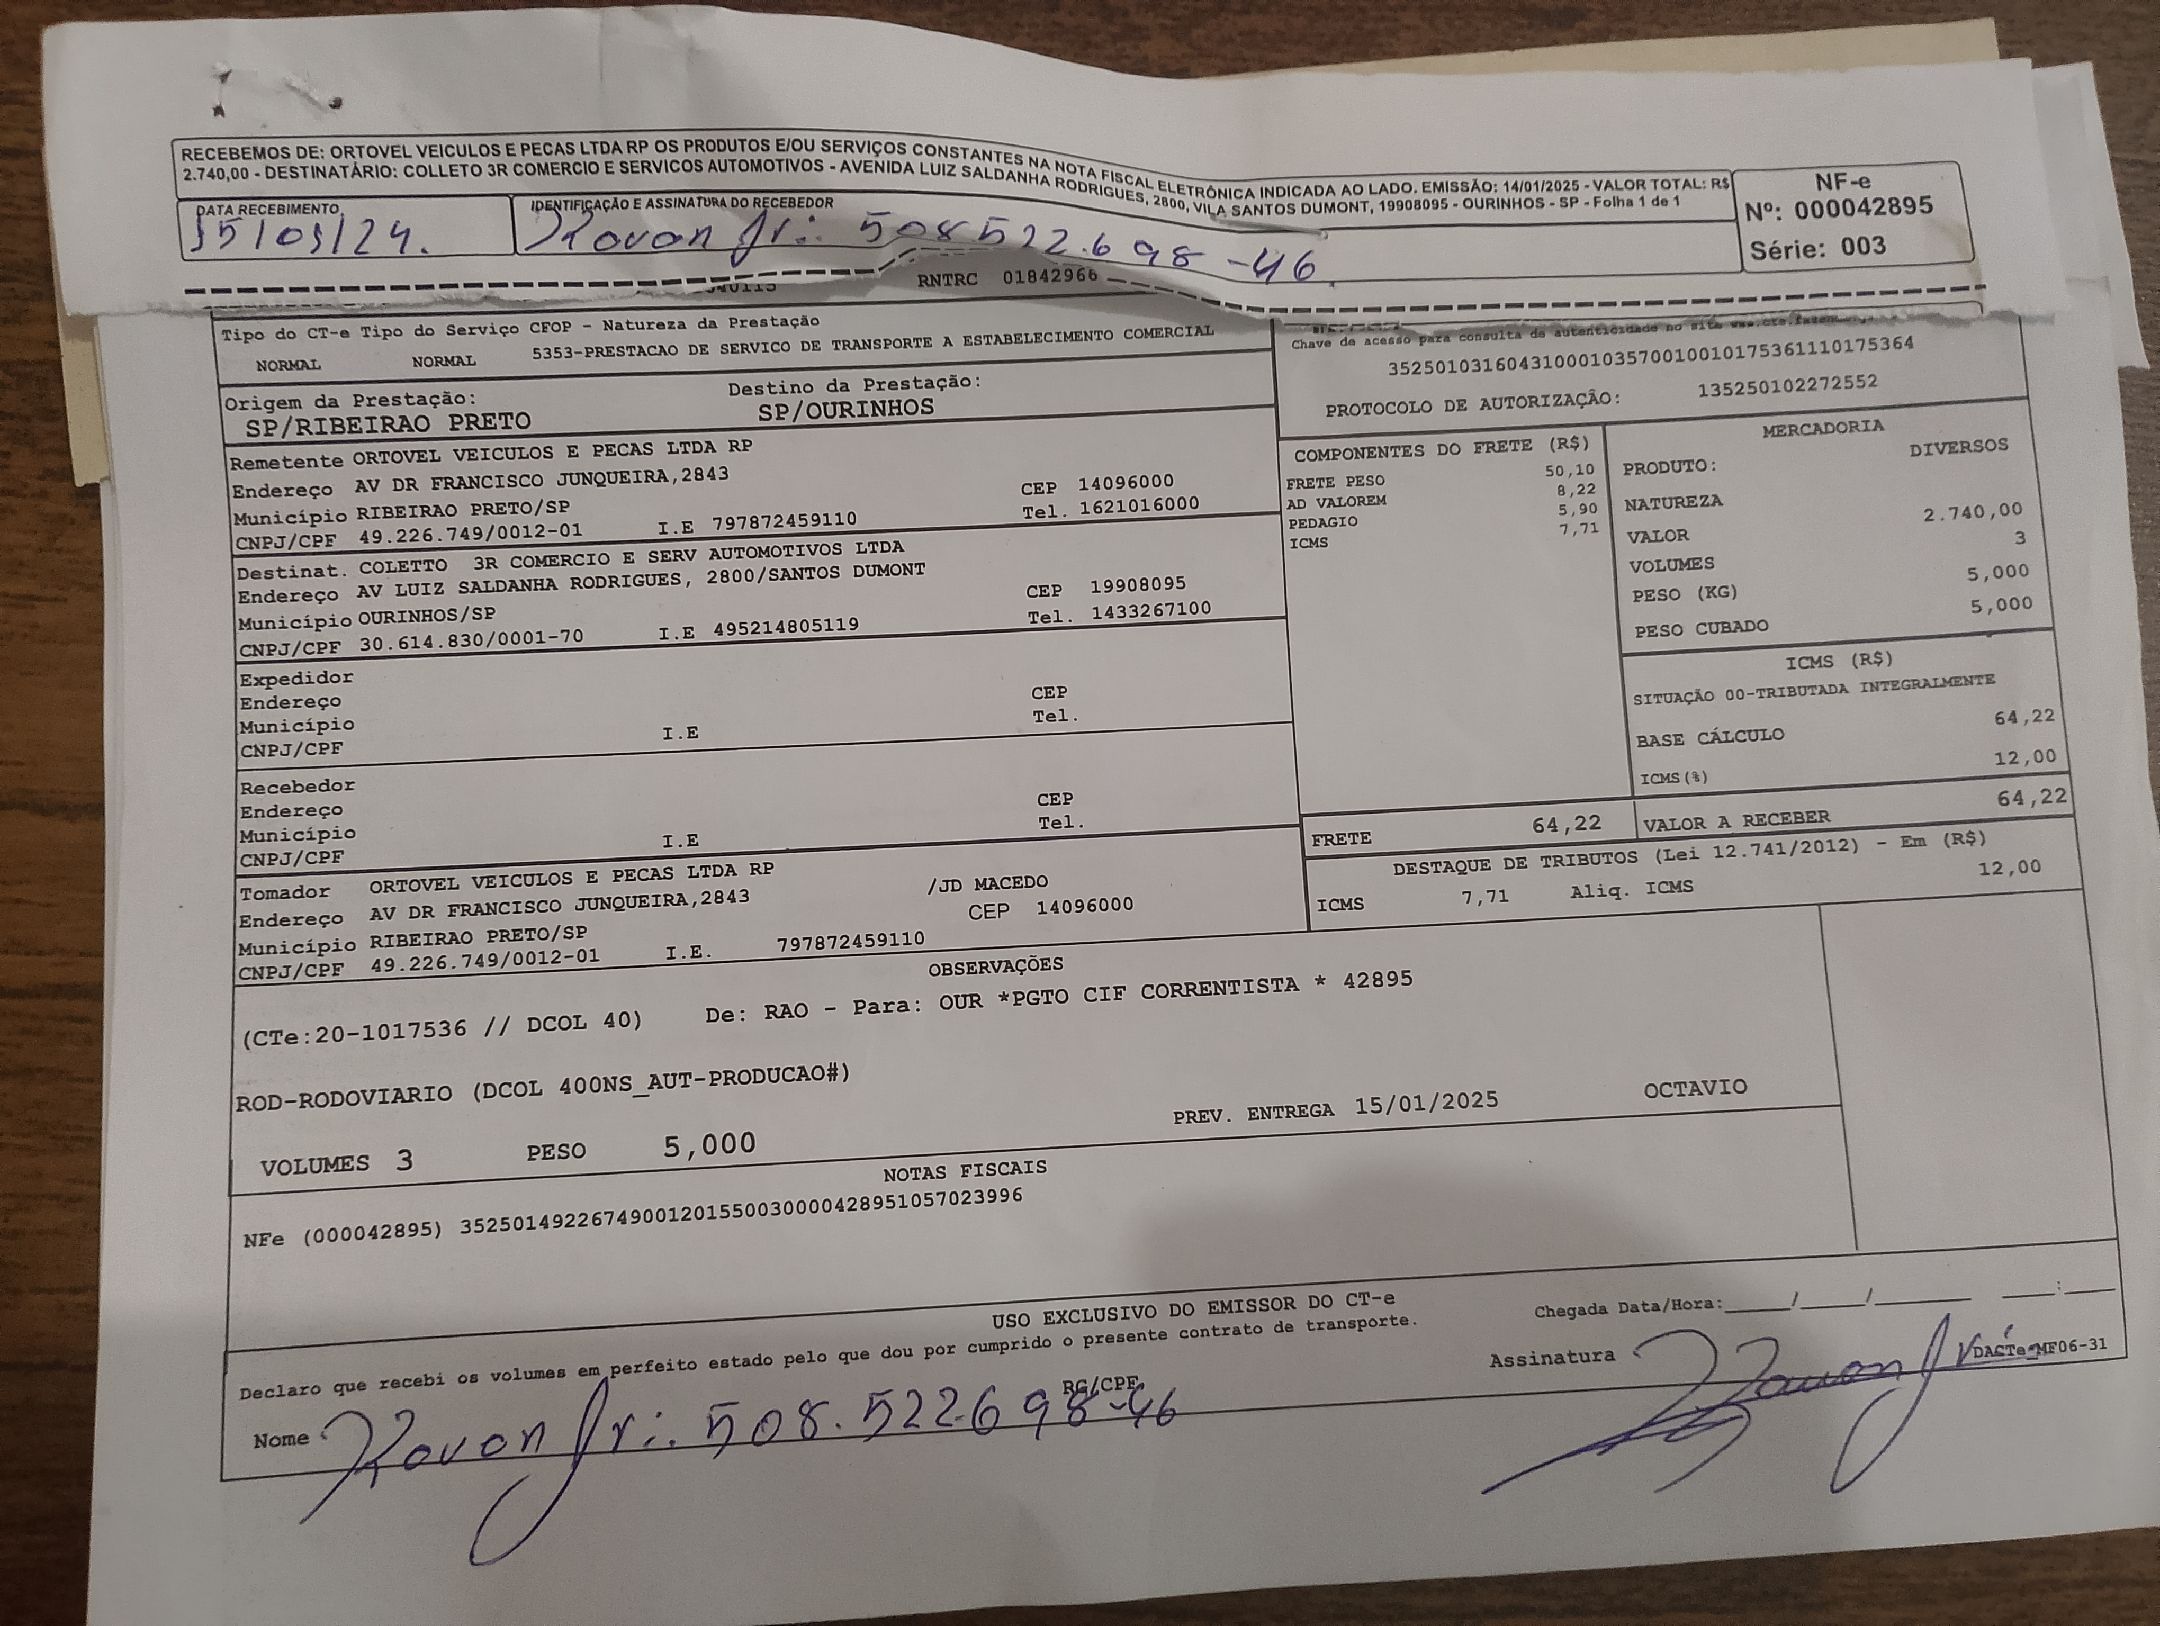 RECEBEMOS DE: ORTOVEL VEICULOS E PECAS LTDA RP OS PRODUTOS E/OU SERVIÇOS CONSTANTES NA NOTA FISCAL ELETRÔNICA INDICADA AO LADO. EMISSÃO: 14/01/2025 - VALOR TOTAL: R$
2.740,00 - DESTINATÁRIO: COLLETO 3R COMERCIO E SERVICOS AUTOMOTIVOS - AVENIDA LUIZ SALDANHA RODRIGUES, 2800, VILA SANTOS DUMONT, 19908095 - OURINHOS - SP - Folha 1 de 1
NF-e
Nº: 000042895
Série: 003
DATA RECEBIMENTO
IDENTIFICAÇÃO E ASSINATURA DO RECEBEDOR
508522.698-46
RNTRC 01842966
Tipo do CT-e Tipo do Serviço CFOP - Natureza da Prestação
NORMAL NORMAL 5353-PRESTACAO DE SERVICO DE TRANSPORTE A ESTABELECIMENTO COMERCIAL
Chave de acesso para consulta de autenticidade no site
35250103160431000103570010010175361110175364
PROTOCOLO DE AUTORIZAÇÃO: 135250102272552
Origem da Prestação: Destino da Prestação:
SP/RIBEIRAO PRETO SP/OURINHOS
Remetente ORTOVEL VEICULOS E PECAS LTDA RP
Endereço AV DR FRANCISCO JUNQUEIRA,2843
Município RIBEIRAO PRETO/SP CEP 14096000
CNPJ/CPF 49.226.749/0012-01 I.E 797872459110 Tel. 1621016000
Destinat. COLETTO 3R COMERCIO E SERV AUTOMOTIVOS LTDA
Endereço AV LUIZ SALDANHA RODRIGUES, 2800/SANTOS DUMONT
Município OURINHOS/SP CEP 19908095
CNPJ/CPF 30.614.830/0001-70 I.E 495214805119 Tel. 1433267100
Expedidor
Endereço CEP
Município Tel.
CNPJ/CPF I.E
Recebedor
Endereço CEP
Município Tel.
CNPJ/CPF I.E
Tomador ORTOVEL VEICULOS E PECAS LTDA RP
Endereço AV DR FRANCISCO JUNQUEIRA,2843 /JD MACEDO
Município RIBEIRAO PRETO/SP CEP 14096000
CNPJ/CPF 49.226.749/0012-01 I.E. 797872459110
COMPONENTES DO FRETE (R$)
FRETE PESO 50,10
AD VALOREM 8,22
PEDAGIO 5,90
ICMS 7,71
MERCADORIA
PRODUTO: DIVERSOS
NATUREZA
VALOR 2.740,00
VOLUMES 3
PESO (KG) 5,000
PESO CUBADO 5,000
ICMS (R$)
SITUAÇÃO 00-TRIBUTADA INTEGRALMENTE
BASE CÁLCULO 64,22
ICMS(%) 12,00
FRETE 64,22 VALOR A RECEBER 64,22
DESTAQUE DE TRIBUTOS (Lei 12.741/2012) - Em (R$)
ICMS 7,71 Aliq. ICMS 12,00
OBSERVAÇÕES
(CTe:20-1017536 // DCOL 40) De: RAO - Para: OUR *PGTO CIF CORRENTISTA * 42895
ROD-RODOVIARIO (DCOL 400NS_AUT-PRODUCAO#)
VOLUMES 3 PESO 5,000 PREV. ENTREGA 15/01/2025 OCTAVIO
NOTAS FISCAIS
NFe (000042895) 35250149226749001201550030000428951057023996
USO EXCLUSIVO DO EMISSOR DO CT-e
Declaro que recebi os volumes em perfeito estado pelo que dou por cumprido o presente contrato de transporte.
Chegada Data/Hora:_____/_____/_______ ____:____
Nome 508.522.698-46 RG/CPF
Assinatura
DACTe_MF06-31